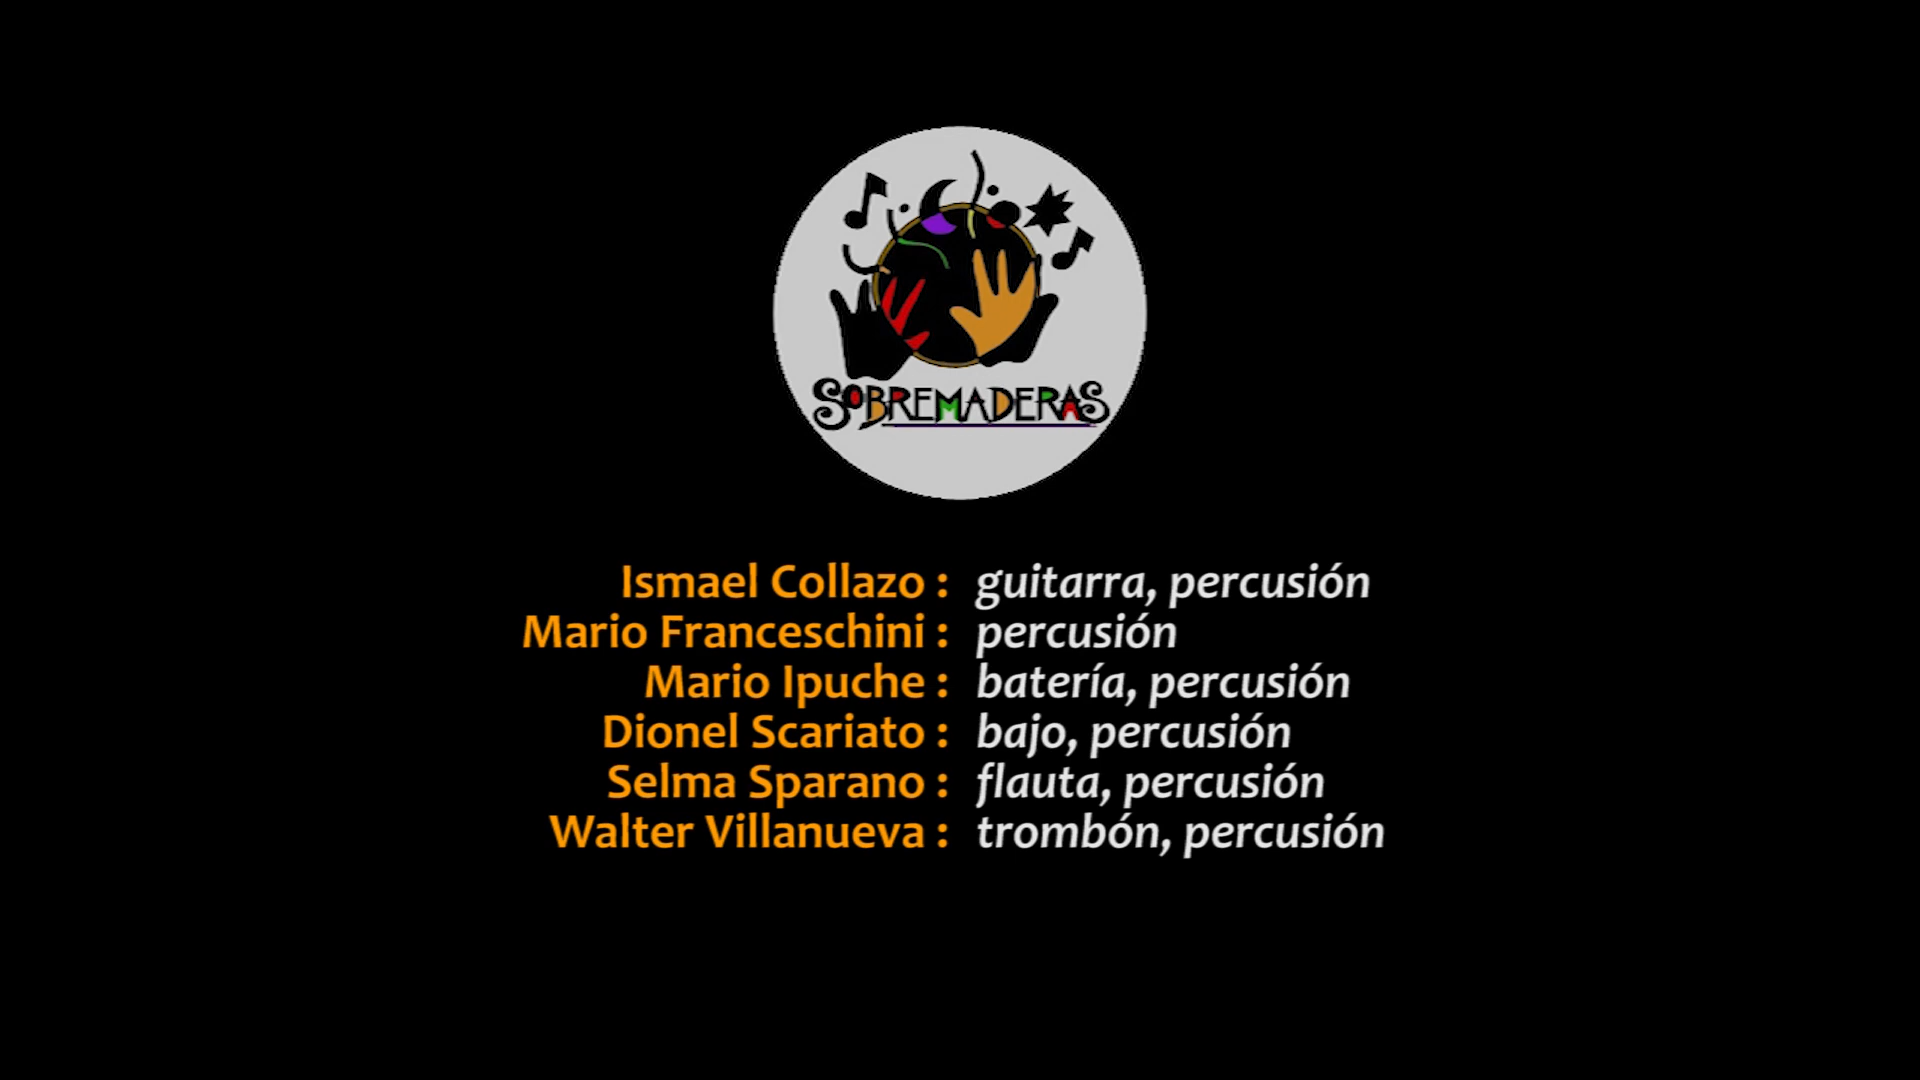 SOBREMADERAS
Ismael Collazo : guitarra, percusión
Mario Franceschini : percusión
Mario Ipuche : batería, percusión
Dionel Scariato : bajo, percusión
Selma Sparano : flauta, percusión
Walter Villanueva : trombón, percusión